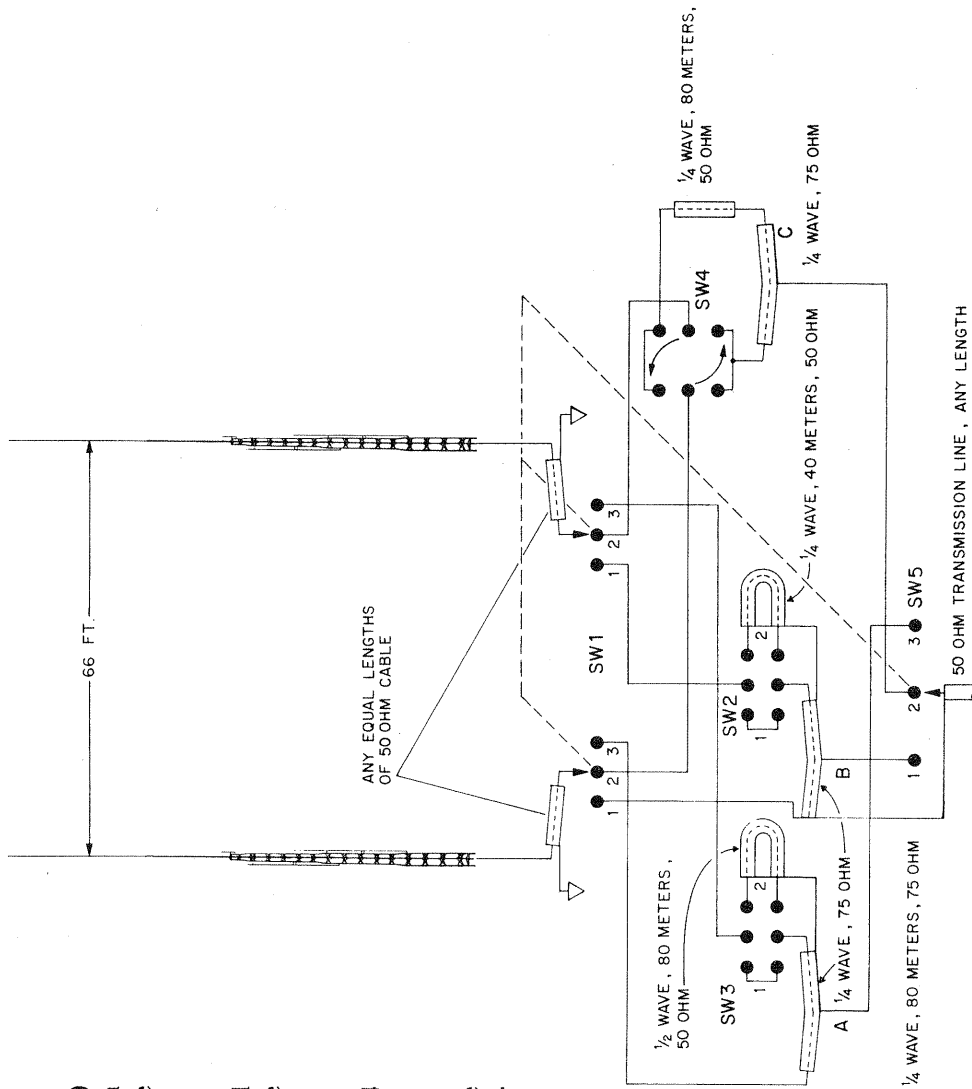 66 FT.
ANY EQUAL LENGTHS
OF 50 OHM CABLE
1
2
3
1
2
3
SW1
SW4
1/4 WAVE, 80 METERS,
50 OHM
C
1/4 WAVE, 75 OHM
1/2 WAVE, 80 METERS,
50 OHM
SW3
1
2
A
1/4 WAVE, 75 OHM
SW2
1
2
B
1/4 WAVE, 40 METERS, 50 OHM
1/4 WAVE, 80 METERS, 75 OHM
1
2
3
SW5
50 OHM TRANSMISSION LINE, ANY LENGTH